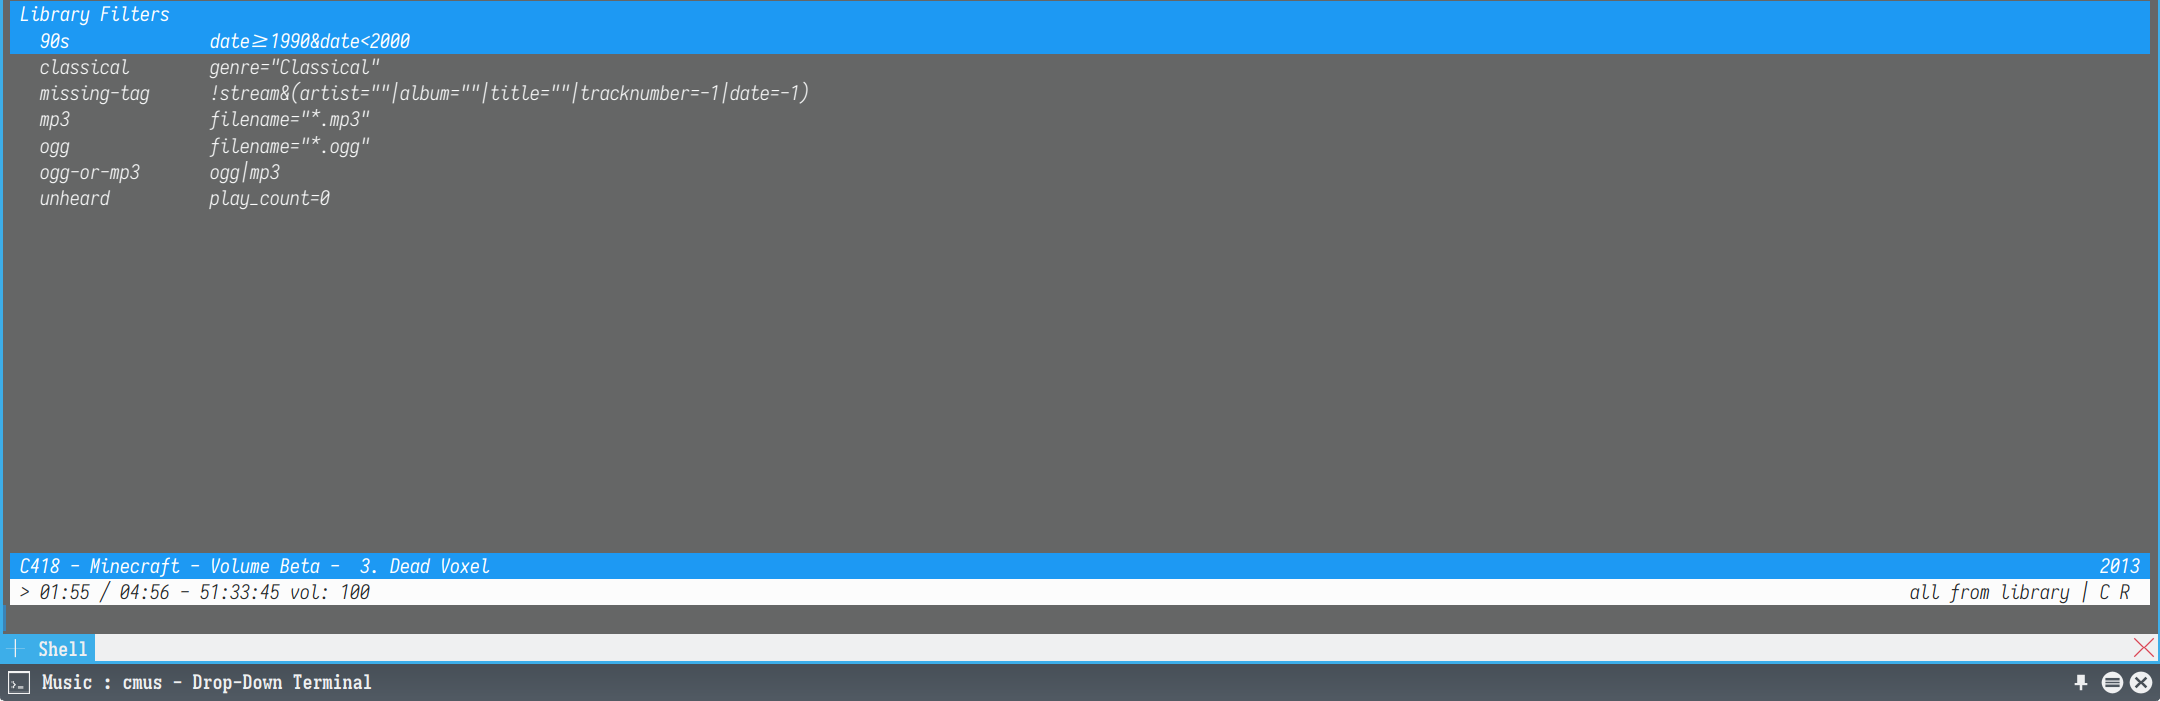 Library Filters
90s date≥1990&date<2000
classical genre="Classical"
missing-tag !stream&(artist=""|album=""|title=""|tracknumber=-1|date=-1)
mp3 filename="*.mp3"
ogg filename="*.ogg"
ogg-or-mp3 ogg|mp3
unheard play_count=0
C418 - Minecraft - Volume Beta - 3. Dead Voxel 2013
> 01:55 / 04:56 - 51:33:45 vol: 100 all from library | C R
Shell
Music : cmus - Drop-Down Terminal